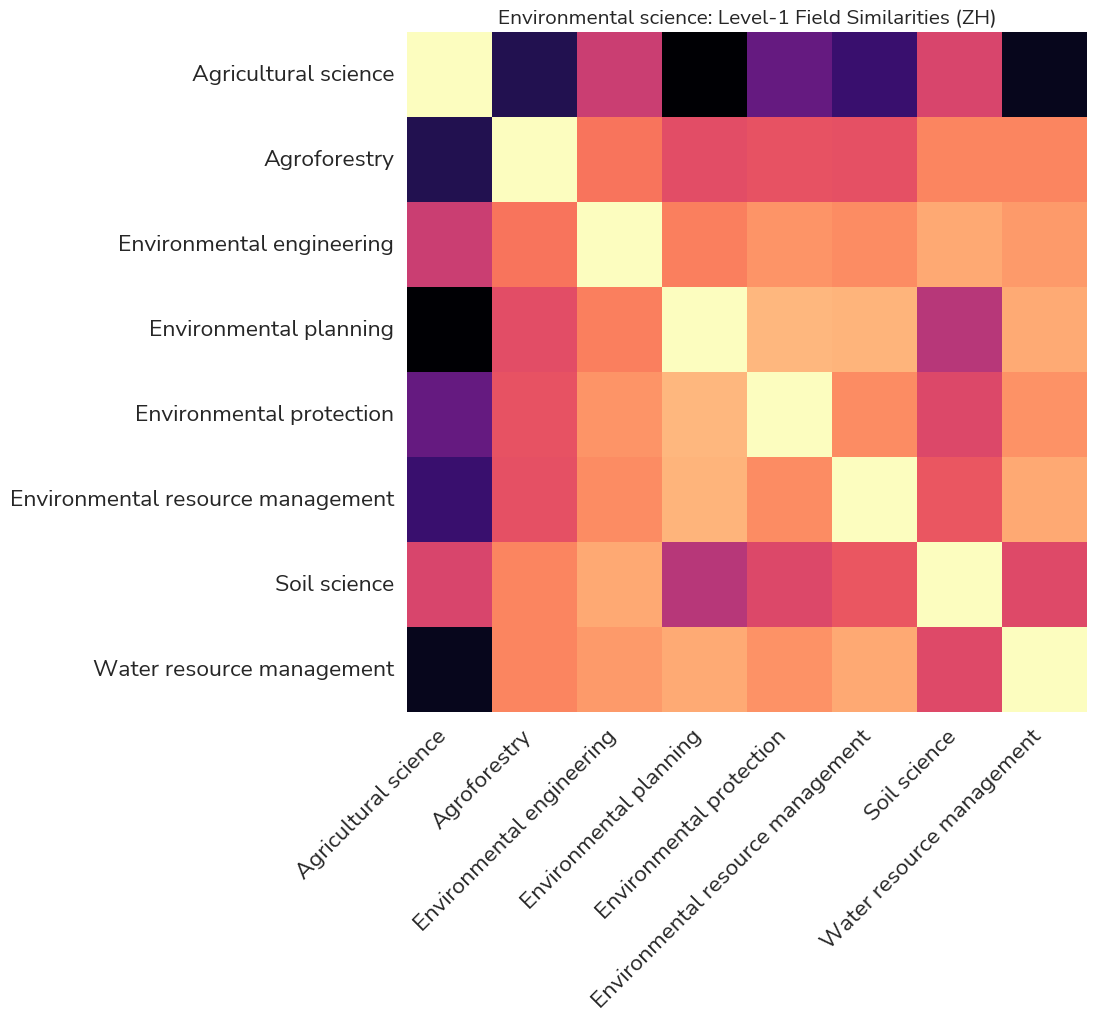 Environmental science: Level-1 Field Similarities (ZH)
Agricultural science
Agroforestry
Environmental engineering
Environmental planning
Environmental protection
Environmental resource management
Soil science
Water resource management
Agricultural science
Agroforestry
Environmental engineering
Environmental planning
Environmental protection
Environmental resource management
Soil science
Water resource management